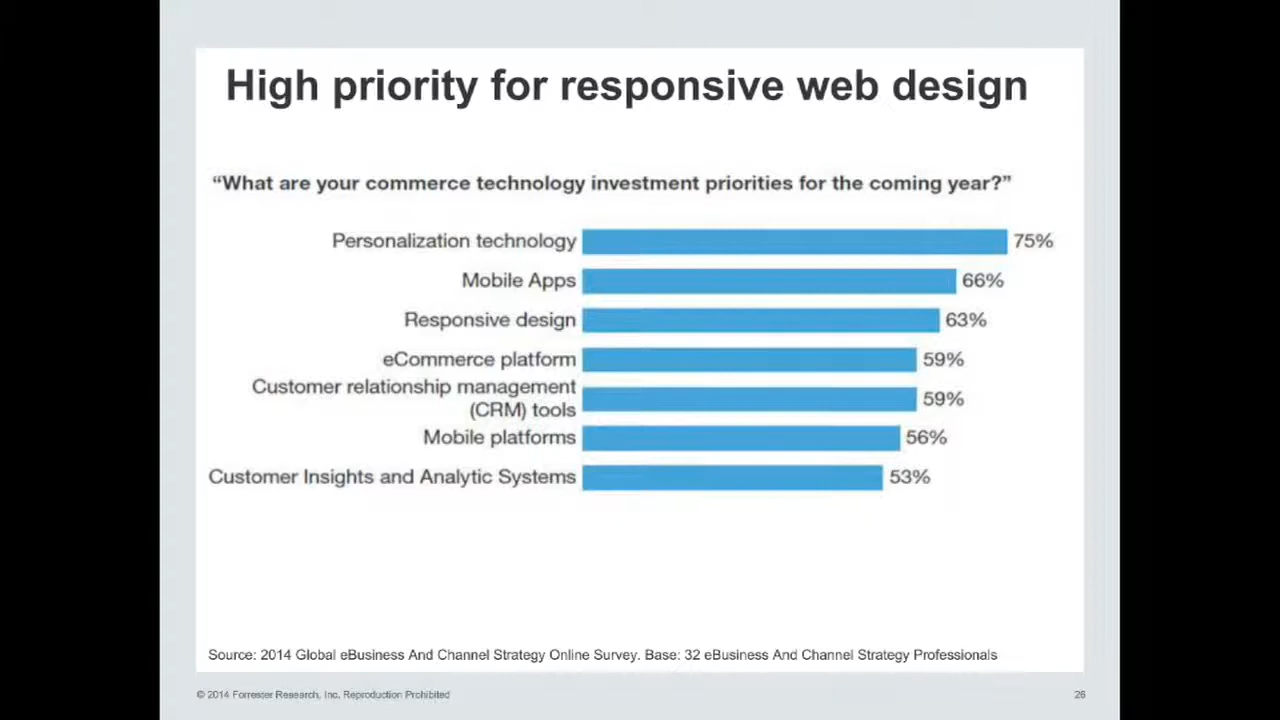 High priority for responsive web design
“What are your commerce technology investment priorities for the coming year?”
Personalization technology 75%
Mobile Apps 66%
Responsive design 63%
eCommerce platform 59%
Customer relationship management
(CRM) tools 59%
Mobile platforms 56%
Customer Insights and Analytic Systems 53%
Source: 2014 Global eBusiness And Channel Strategy Online Survey. Base: 32 eBusiness And Channel Strategy Professionals
© 2014 Forrester Research, Inc. Reproduction Prohibited 26